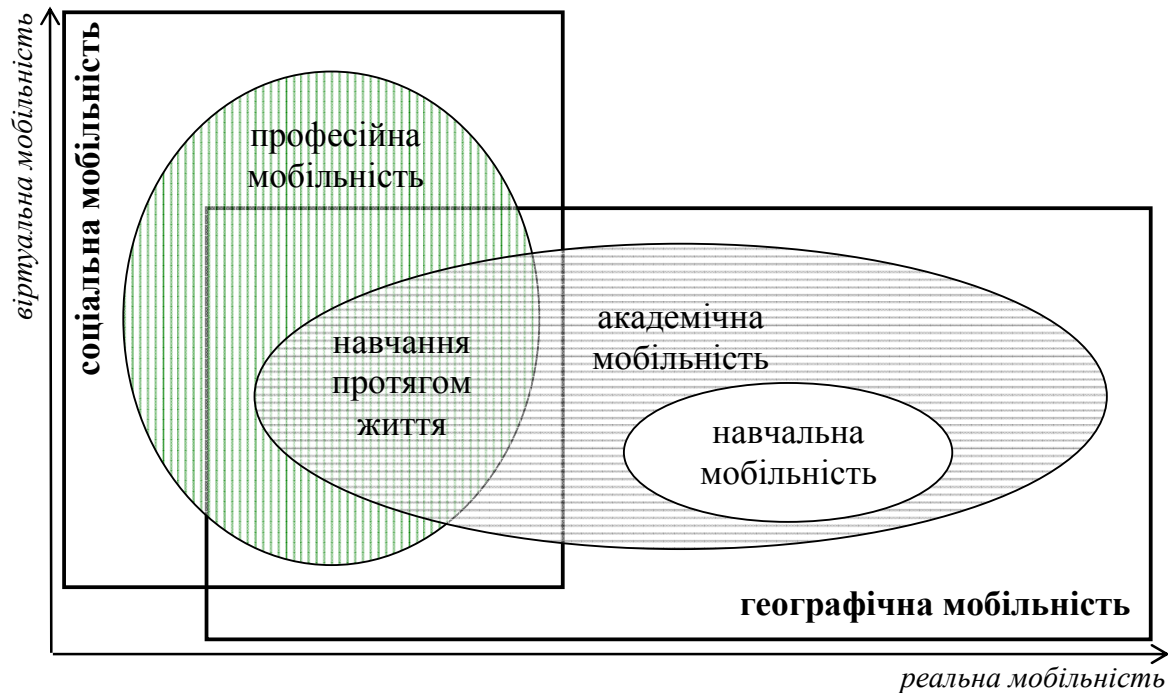 віртуальна мобільність
соціальна мобільність
професійна
мобільність
навчання
протягом
життя
академічна
мобільність
навчальна
мобільність
географічна мобільність
реальна мобільність